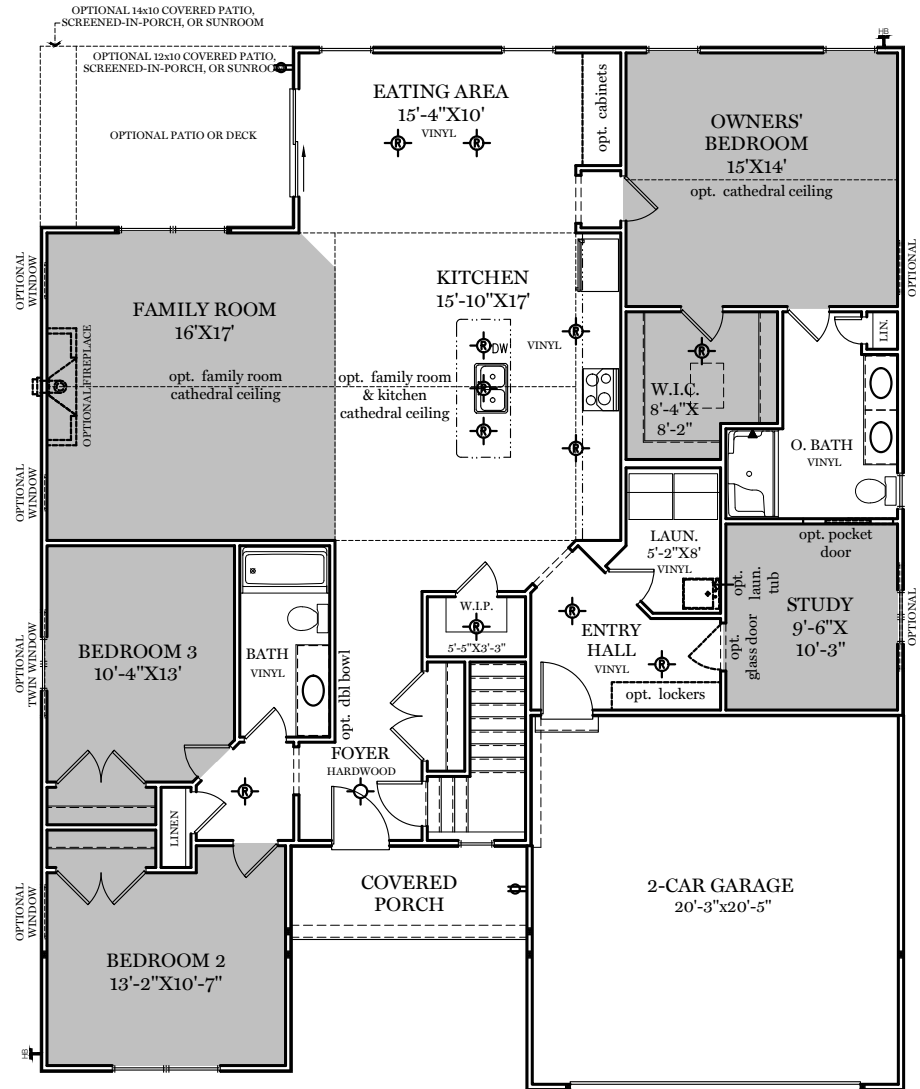 OPTIONAL 14x10 COVERED PATIO,
SCREENED-IN-PORCH, OR SUNROOM
OPTIONAL 12x10 COVERED PATIO,
SCREENED-IN-PORCH, OR SUNROO
HB
EATING AREA
15'-4"X10'
VINYL
R
R
opt. cabinets
OWNERS'
BEDROOM
15'X14'
opt. cathedral ceiling
OPTIONAL PATIO OR DECK
OPTIONAL
WINDOW
OPTIONAL
FAMILY ROOM
16'X17'
opt. family room
cathedral ceiling
OPTIONAL FIREPLACE
KITCHEN
15'-10"X17'
R
DW
VINYL
R
opt. family room
& kitchen
cathedral ceiling
R
R
R
R
W.I.C.
8'-4"X
8'-2"
LIN.
O. BATH
VINYL
OPTIONAL
WINDOW
LAUN.
5'-2"X8'
VINYL
opt. pocket
door
opt. laun.
tub
STUDY
9'-6"X
10'-3"
OPTIONAL
BEDROOM 3
10'-4"X13'
OPTIONAL
TWIN WINDOW
BATH
VINYL
opt. dbl bowl
W.I.P.
R
5'-5"X3'-3"
R
ENTRY
HALL
VINYL
R
opt.
glass door
opt. lockers
FOYER
HARDWOOD
R
LINEN
COVERED
PORCH
2-CAR GARAGE
20'-3"x20'-5"
OPTIONAL
WINDOW
BEDROOM 2
13'-2"X10'-7"
HB